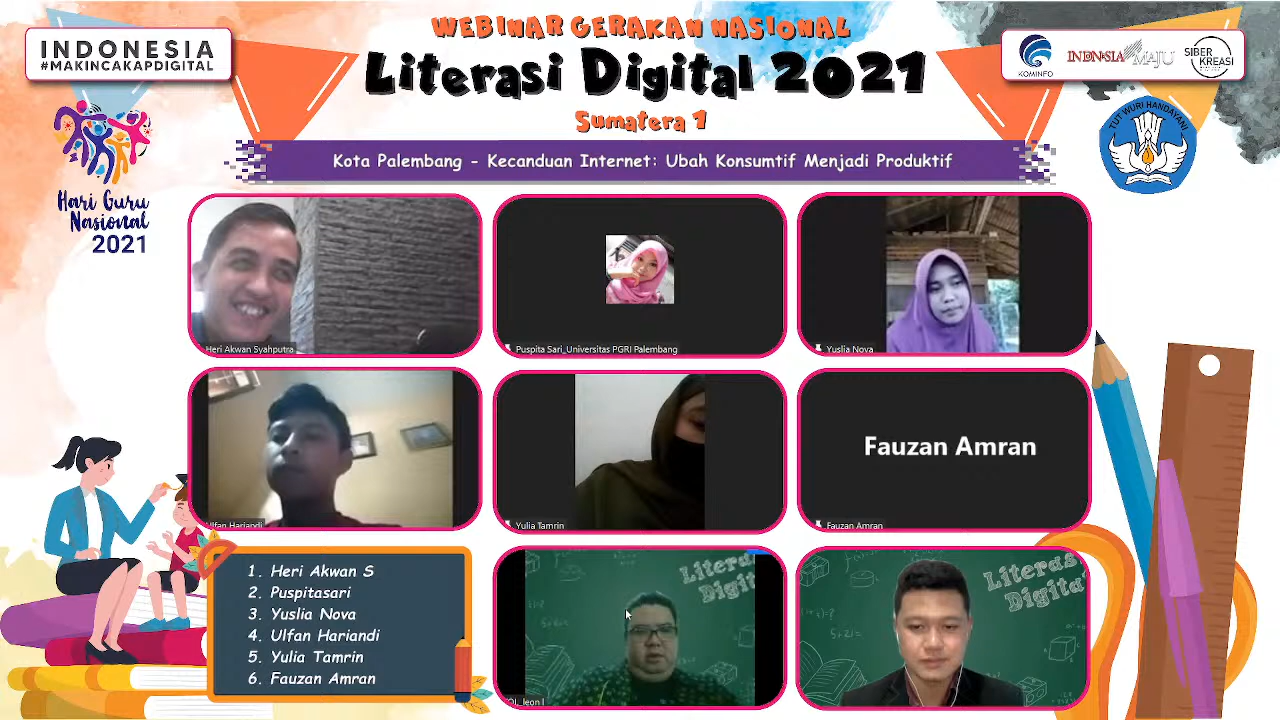 INDONESIA
#MAKINCAKAPDIGITAL
WEBINAR GERAKAN NASIONAL
Literasi Digital 2021
Sumatera 1
KOMINFO
INDONESIA MAJU
SIBER KREASI
TUT WURI HANDAYANI
Hari Guru
Nasional
2021
Kota Palembang - Kecanduan Internet: Ubah Konsumtif Menjadi Produktif
Heri Akwan Syahputra
Puspita Sari_Universitas PGRI Palembang
Yuslia Nova
Ulfan Hariandi
Yulia Tamrin
Fauzan Amran
Fauzan Amran
1. Heri Akwan S
2. Puspitasari
3. Yuslia Nova
4. Ulfan Hariandi
5. Yulia Tamrin
6. Fauzan Amran
Literas
Digita
Literas
Digital